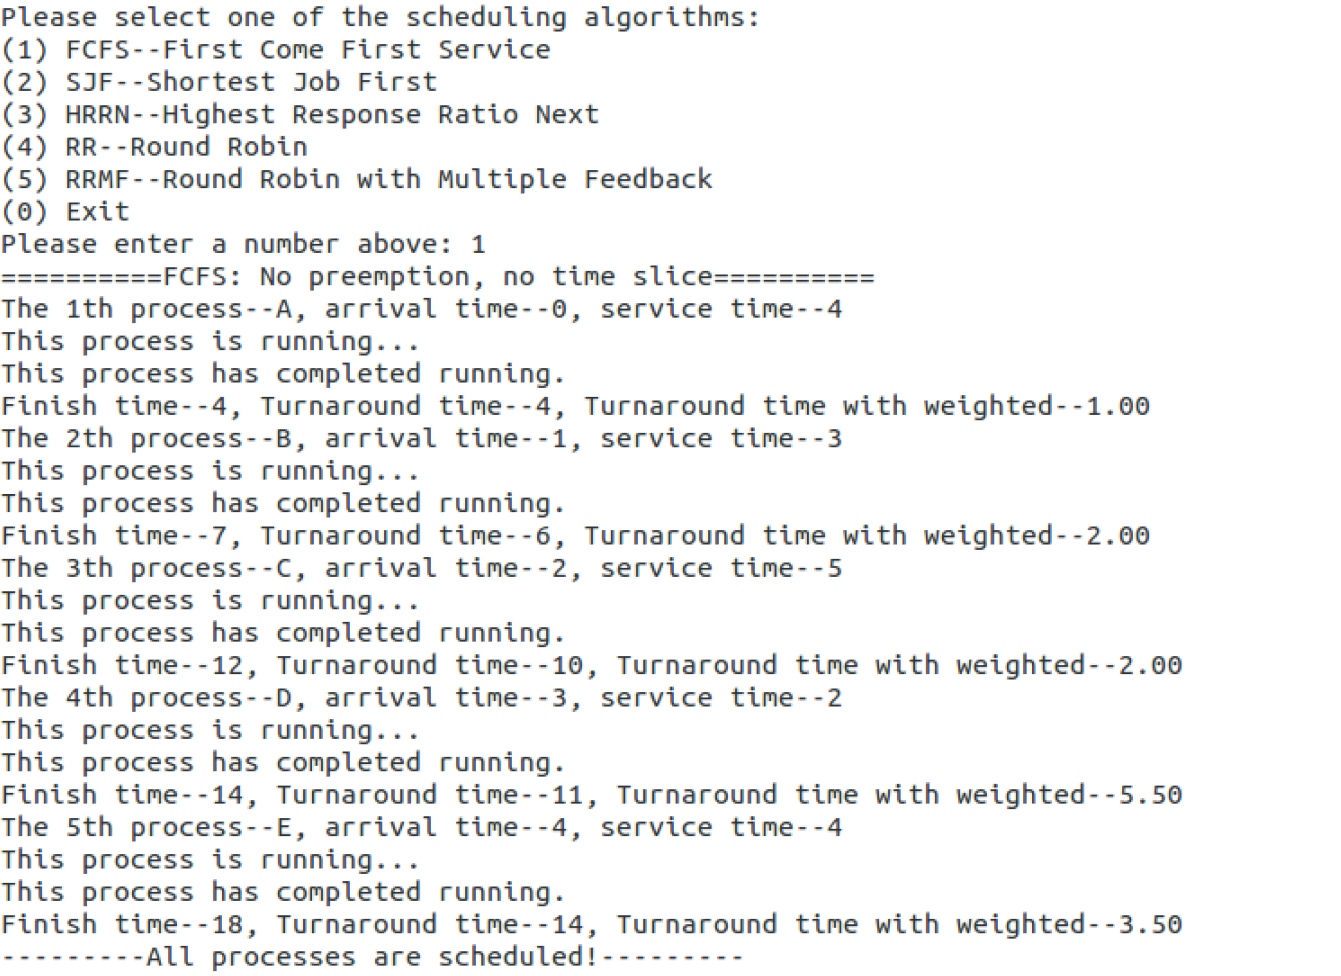 Please select one of the scheduling algorithms:
(1) FCFS--First Come First Service
(2) SJF--Shortest Job First
(3) HRRN--Highest Response Ratio Next
(4) RR--Round Robin
(5) RRMF--Round Robin with Multiple Feedback
(0) Exit
Please enter a number above: 1
==========FCFS: No preemption, no time slice==========
The 1th process--A, arrival time--0, service time--4
This process is running...
This process has completed running.
Finish time--4, Turnaround time--4, Turnaround time with weighted--1.00
The 2th process--B, arrival time--1, service time--3
This process is running...
This process has completed running.
Finish time--7, Turnaround time--6, Turnaround time with weighted--2.00
The 3th process--C, arrival time--2, service time--5
This process is running...
This process has completed running.
Finish time--12, Turnaround time--10, Turnaround time with weighted--2.00
The 4th process--D, arrival time--3, service time--2
This process is running...
This process has completed running.
Finish time--14, Turnaround time--11, Turnaround time with weighted--5.50
The 5th process--E, arrival time--4, service time--4
This process is running...
This process has completed running.
Finish time--18, Turnaround time--14, Turnaround time with weighted--3.50
---------All processes are scheduled!---------